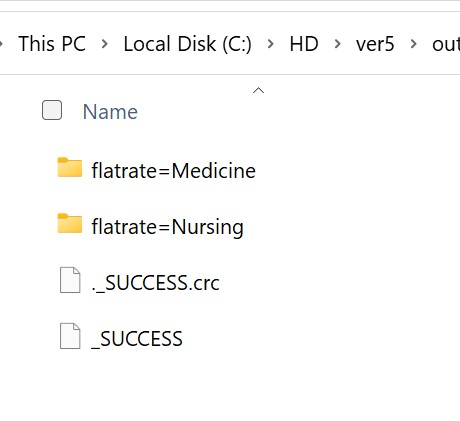 This PC > Local Disk (C:) > HD > ver5 > out
Name
flatrate=Medicine
flatrate=Nursing
._SUCCESS.crc
_SUCCESS